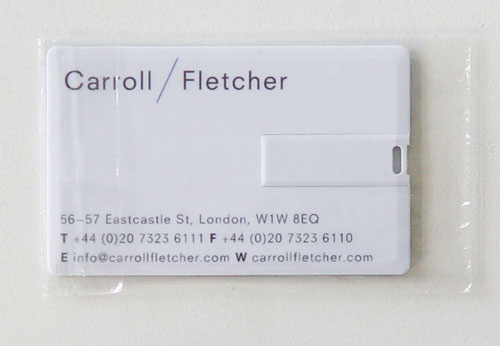 Carroll / Fletcher
56–57 Eastcastle St, London, W1W 8EQ
T +44 (0)20 7323 6111 F +44 (0)20 7323 6110
E info@carrollfletcher.com W carrollfletcher.com